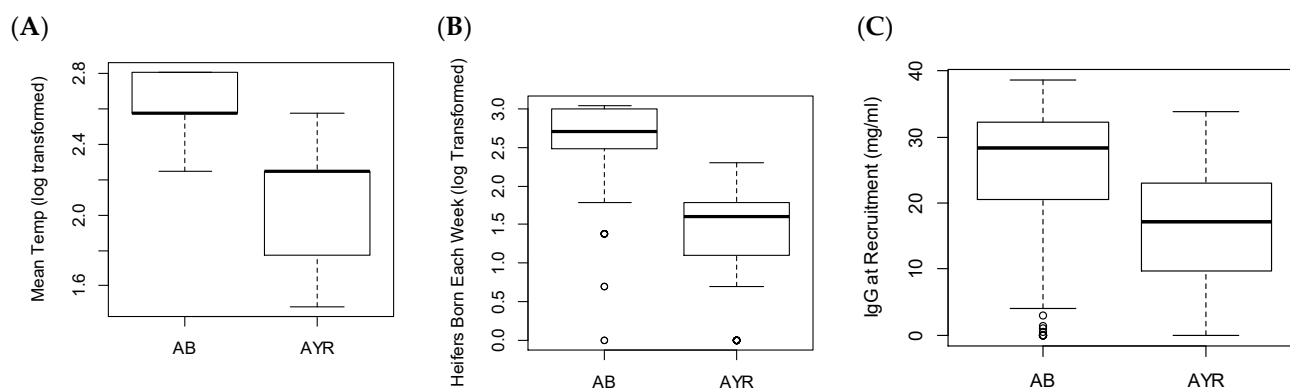 (A)
Mean Temp (log transformed)
2.8
2.4
2.0
1.6
AB
AYR
(B)
Heifers Born Each Week (log Transformed)
3.0
2.5
2.0
1.5
1.0
0.5
0.0
AB
AYR
(C)
IgG at Recruitment (mg/ml)
40
30
20
10
0
AB
AYR